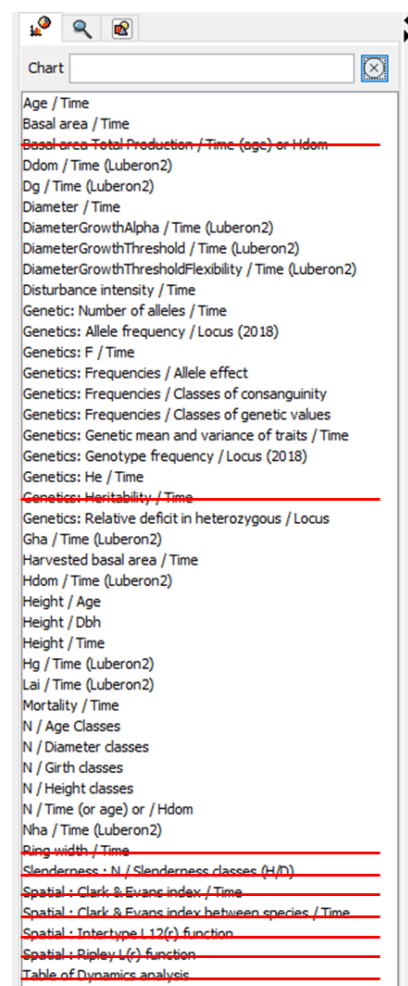 Chart
Age / Time
Basal area / Time
Basal area Total Production / Time (age) or Hdom
Ddom / Time (Luberon2)
Dg / Time (Luberon2)
Diameter / Time
DiameterGrowthAlpha / Time (Luberon2)
DiameterGrowthThreshold / Time (Luberon2)
DiameterGrowthThresholdFlexibility / Time (Luberon2)
Disturbance intensity / Time
Genetic: Number of alleles / Time
Genetics: Allele frequency / Locus (2018)
Genetics: F / Time
Genetics: Frequencies / Allele effect
Genetics: Frequencies / Classes of consanguinity
Genetics: Frequencies / Classes of genetic values
Genetics: Genetic mean and variance of traits / Time
Genetics: Genotype frequency / Locus (2018)
Genetics: He / Time
Genetics: Heritability / Time
Genetics: Relative deficit in heterozygous / Locus
Gha / Time (Luberon2)
Harvested basal area / Time
Hdom / Time (Luberon2)
Height / Age
Height / Dbh
Height / Time
Hg / Time (Luberon2)
Lai / Time (Luberon2)
Mortality / Time
N / Age Classes
N / Diameter classes
N / Girth classes
N / Height classes
N / Time (or age) or / Hdom
Nha / Time (Luberon2)
Ring width / Time
Slenderness : N / Slenderness classes (H/D)
Spatial : Clark & Evans index / Time
Spatial : Clark & Evans index between species / Time
Spatial : Intertype L12(r) function
Spatial : Ripley L(r) function
Table of Dynamics analysis